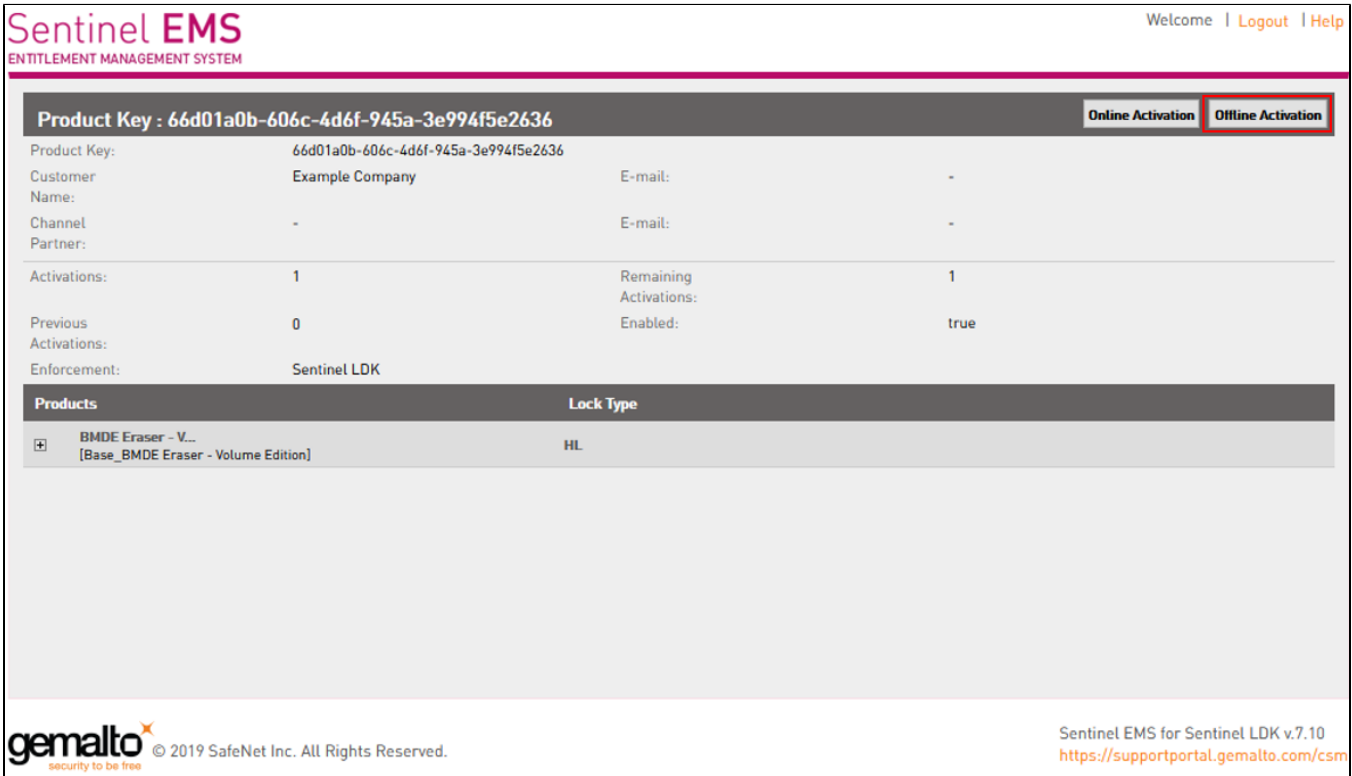 Sentinel EMS
ENTITLEMENT MANAGEMENT SYSTEM
Welcome | Logout | Help
Product Key : 66d01a0b-606c-4d6f-945a-3e994f5e2636
Online Activation
Offline Activation
Product Key: 66d01a0b-606c-4d6f-945a-3e994f5e2636
Customer Name: Example Company E-mail: -
Channel Partner: - E-mail: -
Activations: 1 Remaining Activations: 1
Previous Activations: 0 Enabled: true
Enforcement: Sentinel LDK
Products Lock Type
BMDE Eraser - V... HL
[Base_BMDE Eraser - Volume Edition]
gemalto
security to be free
© 2019 SafeNet Inc. All Rights Reserved.
Sentinel EMS for Sentinel LDK v.7.10
https://supportportal.gemalto.com/csm